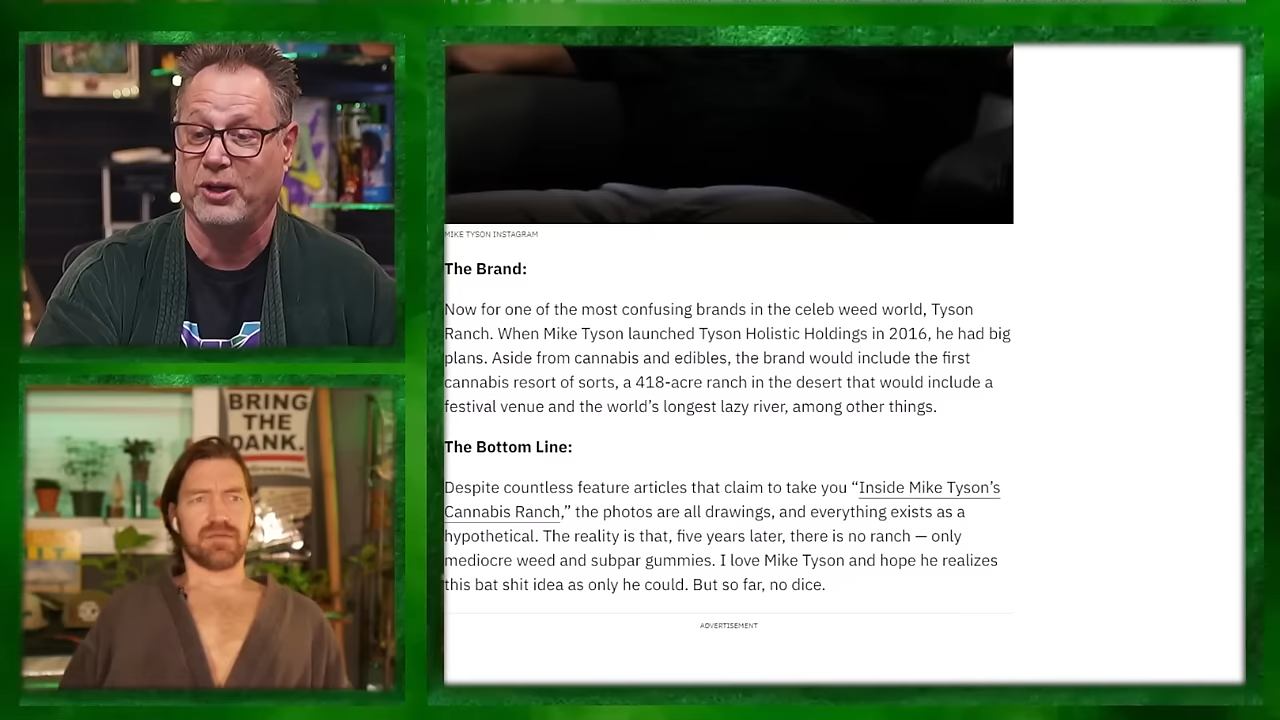 BRING
THE
DANK.
MIKE TYSON INSTAGRAM
The Brand:
Now for one of the most confusing brands in the celeb weed world, Tyson
Ranch. When Mike Tyson launched Tyson Holistic Holdings in 2016, he had big
plans. Aside from cannabis and edibles, the brand would include the first
cannabis resort of sorts, a 418-acre ranch in the desert that would include a
festival venue and the world’s longest lazy river, among other things.
The Bottom Line:
Despite countless feature articles that claim to take you “Inside Mike Tyson’s
Cannabis Ranch,” the photos are all drawings, and everything exists as a
hypothetical. The reality is that, five years later, there is no ranch — only
mediocre weed and subpar gummies. I love Mike Tyson and hope he realizes
this bat shit idea as only he could. But so far, no dice.
ADVERTISEMENT